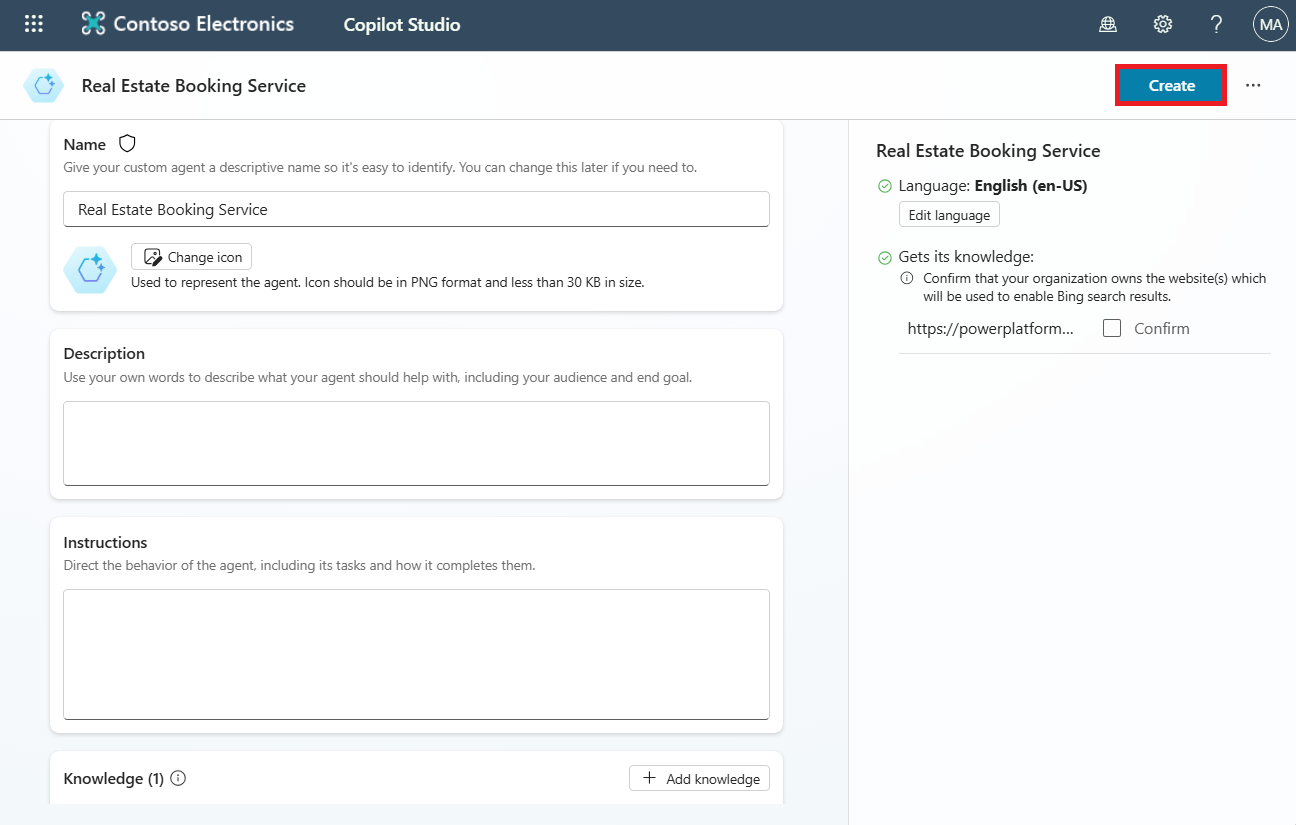 Contoso Electronics
Copilot Studio
MA
Real Estate Booking Service
Create
Name
Give your custom agent a descriptive name so it's easy to identify. You can change this later if you need to.
Real Estate Booking Service
Change icon
Used to represent the agent. Icon should be in PNG format and less than 30 KB in size.
Description
Use your own words to describe what your agent should help with, including your audience and end goal.
Instructions
Direct the behavior of the agent, including its tasks and how it completes them.
Knowledge (1)
Add knowledge
Real Estate Booking Service
Language: English (en-US)
Edit language
Gets its knowledge:
Confirm that your organization owns the website(s) which
will be used to enable Bing search results.
https://powerplatform...
Confirm